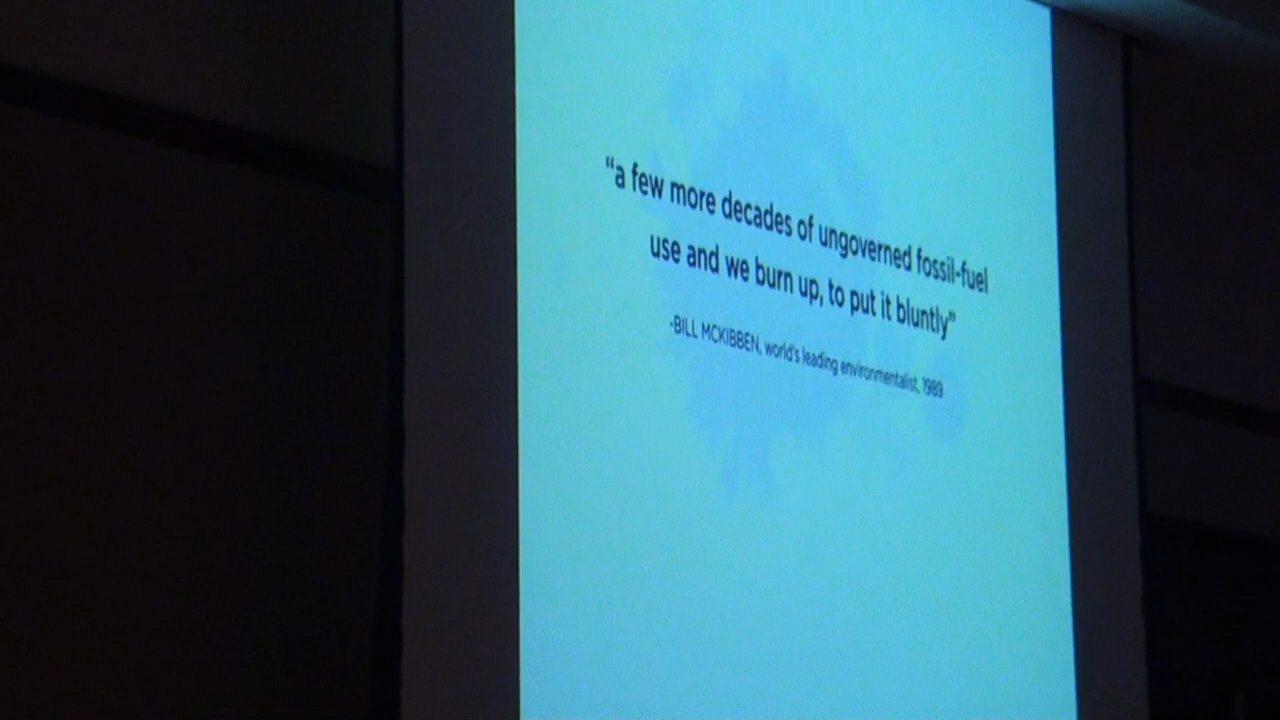 “a few more decades of ungoverned fossil-fuel
use and we burn up, to put it bluntly”
-BILL MCKIBBEN, world's leading environmentalist, 1989